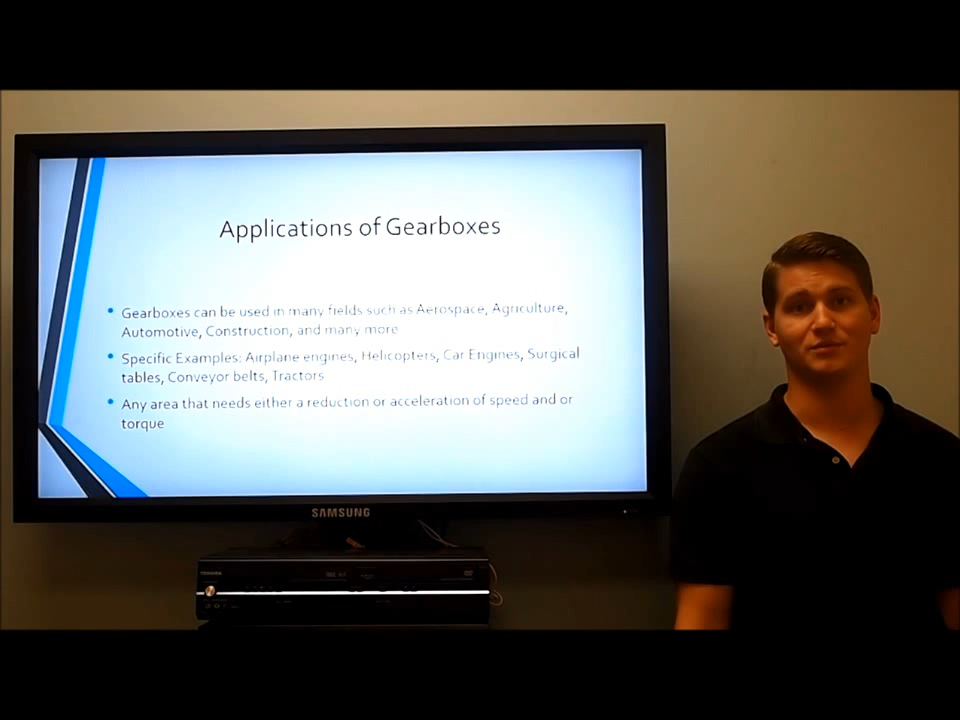 Applications of Gearboxes
Gearboxes can be used in many fields such as Aerospace, Agriculture,
Automotive, Construction, and many more
Specific Examples: Airplane engines, Helicopters, Car Engines, Surgical
tables, Conveyor belts, Tractors
Any area that needs either a reduction or acceleration of speed and or
torque
SAMSUNG
TOSHIBA